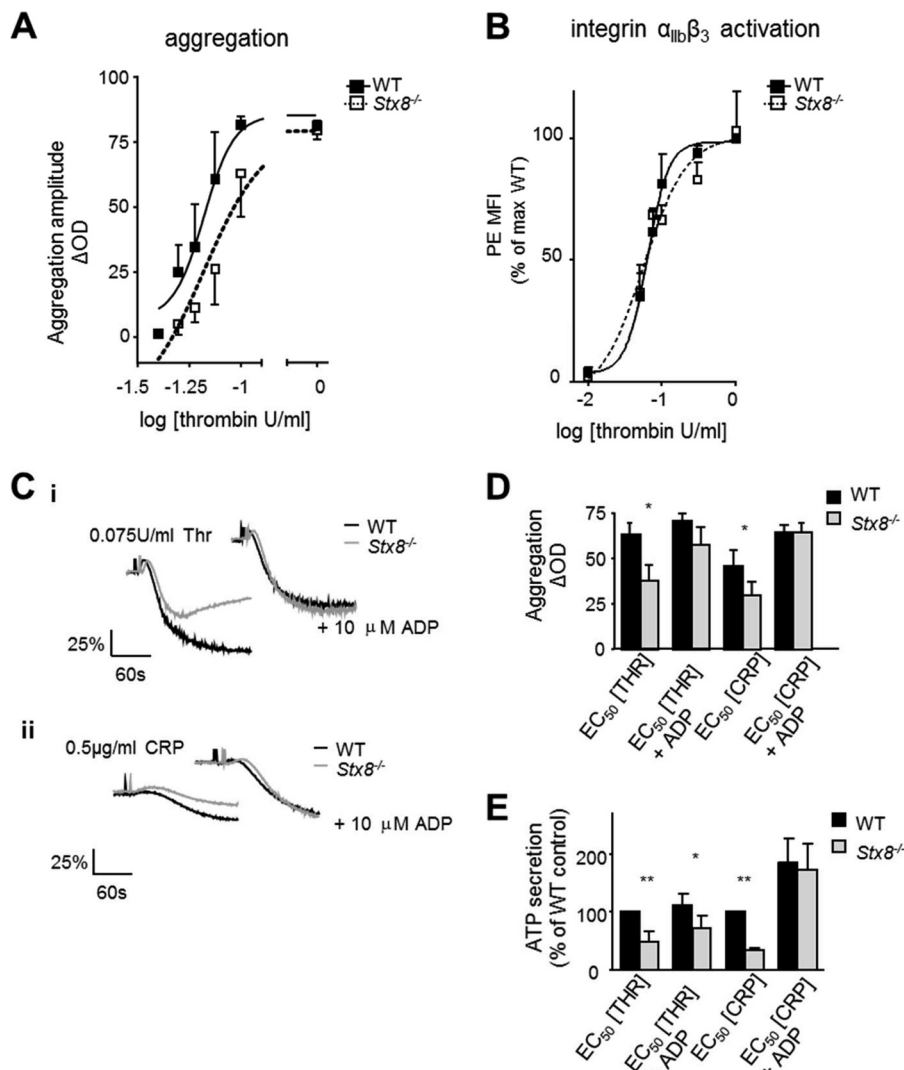 A
aggregation
WT
Stx8-/-
100
75
50
25
0
Aggregation amplitude
ΔOD
-1.5
-1.25
-1
0
log [thrombin U/ml]
B
integrin αIIbβ3 activation
WT
Stx8-/-
100
50
0
PE MFI
(% of max WT)
-2
-1
0
log [thrombin U/ml]
C
i
0.075U/ml Thr
WT
Stx8-/-
+ 10 μM ADP
25%
60s
ii
0.5μg/ml CRP
WT
Stx8-/-
+ 10 μM ADP
25%
60s
D
WT
Stx8-/-
75
50
25
0
Aggregation
ΔOD
*
*
EC50 [THR]
EC50 [THR]
+ ADP
EC50 [CRP]
EC50 [CRP]
+ ADP
E
WT
Stx8-/-
200
100
0
ATP secretion
(% of WT control)
**
*
**
EC50 [THR]
EC50 [THR]
ADP
EC50 [CRP]
EC50 [CRP]
+ ADP